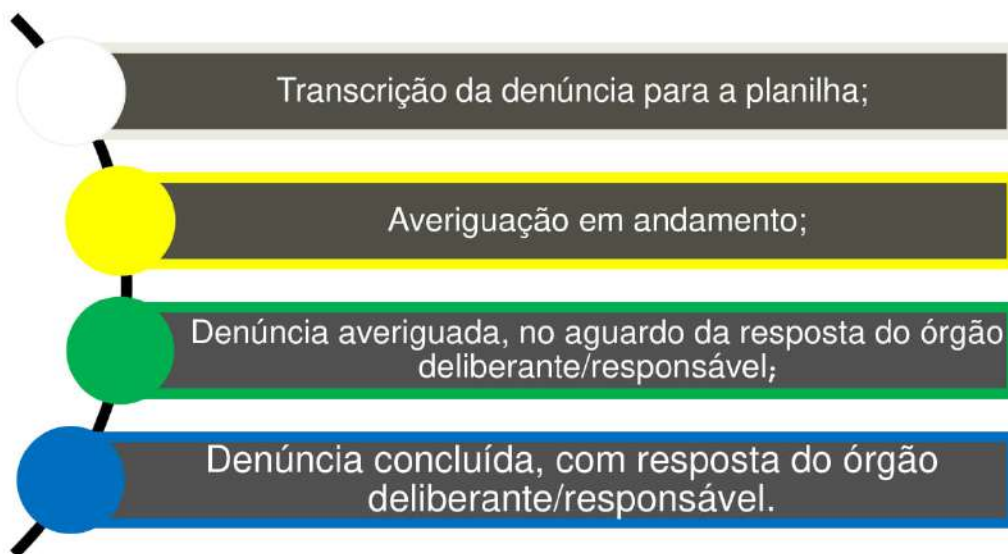 Transcrição da denúncia para a planilha;
Averiguação em andamento;
Denúncia averiguada, no aguardo da resposta do órgão
deliberante/responsável;
Denúncia concluída, com resposta do órgão
deliberante/responsável.